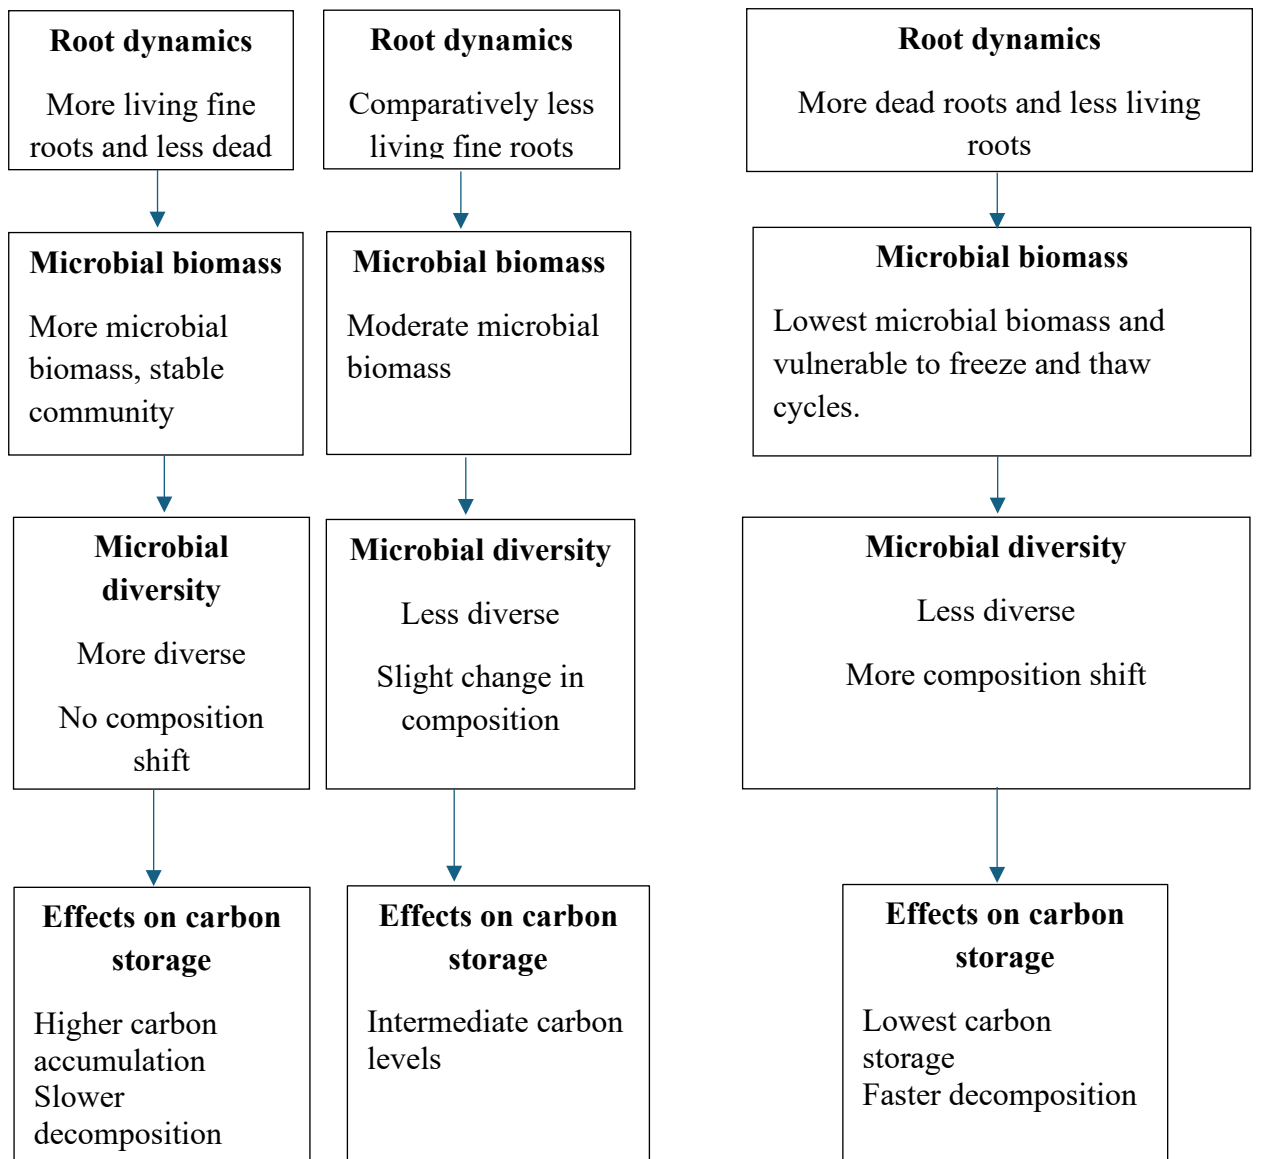 Root dynamics
More living fine
roots and less dead
Microbial biomass
More microbial
biomass, stable
community
Microbial
diversity
More diverse
No composition
shift
Effects on carbon
storage
Higher carbon
accumulation
Slower
decomposition
Root dynamics
Comparatively less
living fine roots
Microbial biomass
Moderate microbial
biomass
Microbial diversity
Less diverse
Slight change in
composition
Effects on carbon
storage
Intermediate carbon
levels
Root dynamics
More dead roots and less living
roots
Microbial biomass
Lowest microbial biomass and
vulnerable to freeze and thaw
cycles.
Microbial diversity
Less diverse
More composition shift
Effects on carbon
storage
Lowest carbon
storage
Faster decomposition